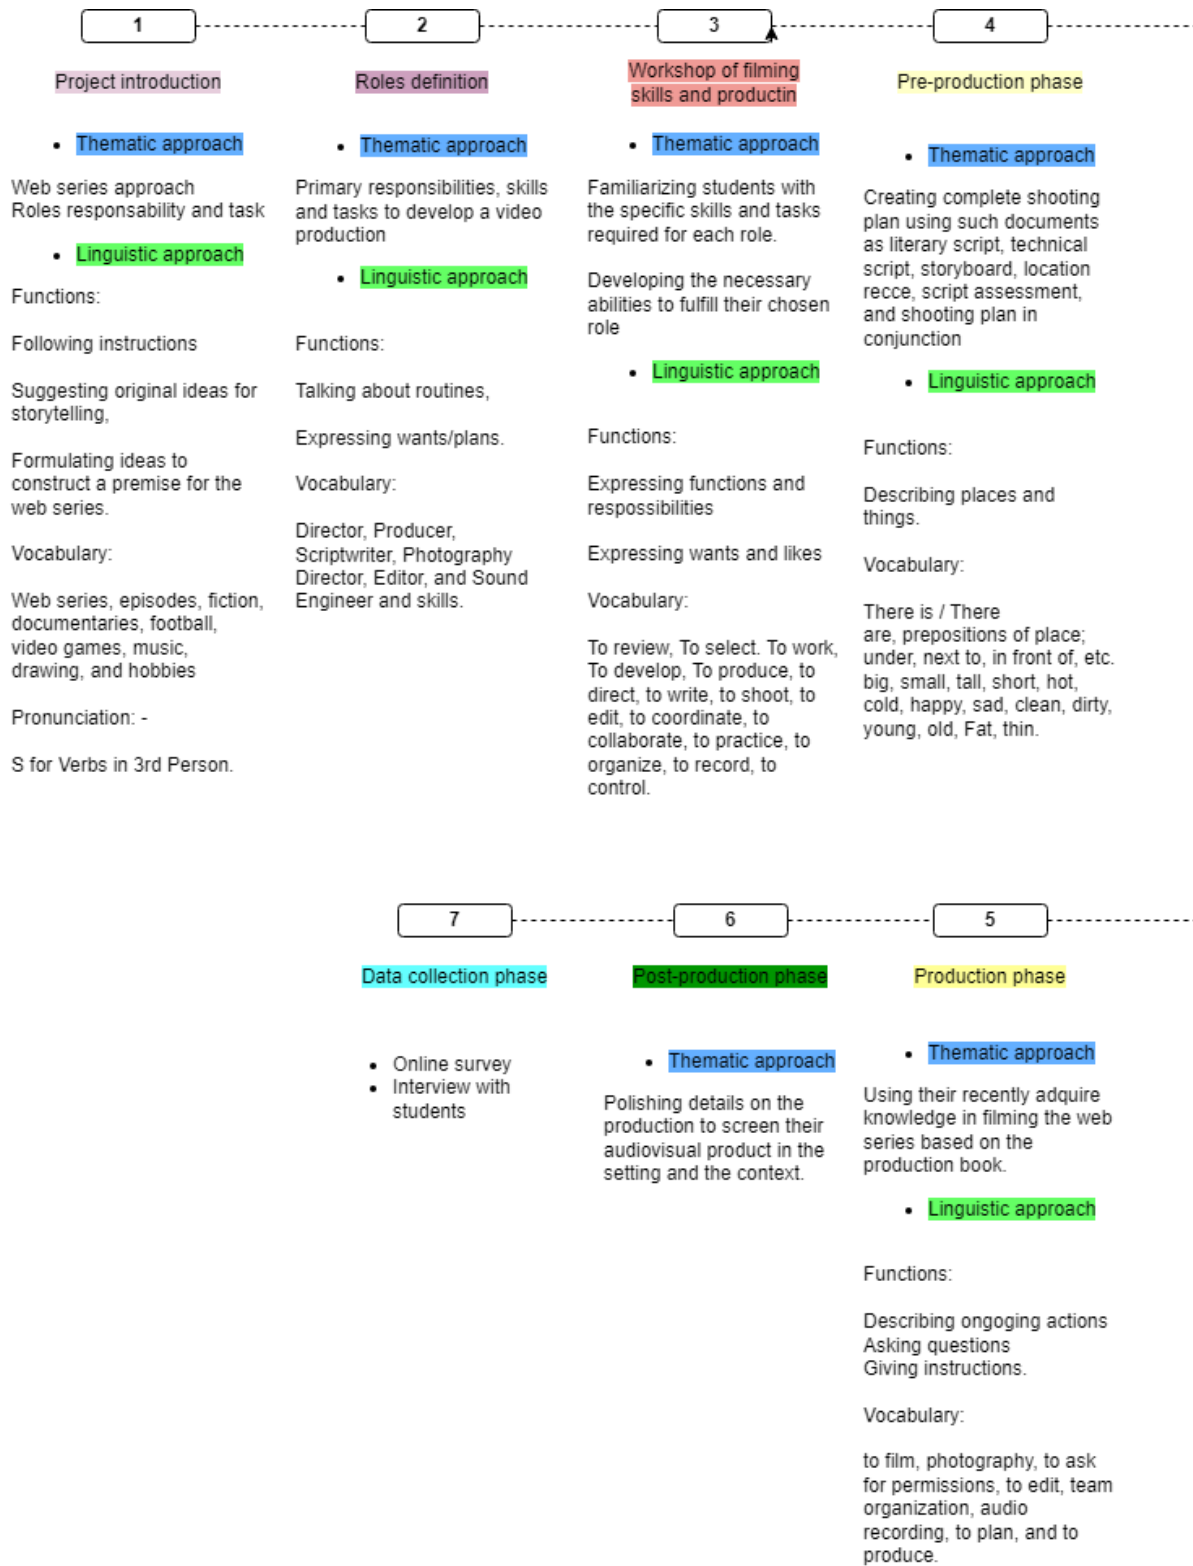 1
Project introduction
• Thematic approach
Web series approach
Roles responsability and task
• Linguistic approach
Functions:
Following instructions
Suggesting original ideas for
storytelling,
Formulating ideas to
construct a premise for the
web series.
Vocabulary:
Web series, episodes, fiction,
documentaries, football,
video games, music,
drawing, and hobbies
Pronunciation: -
S for Verbs in 3rd Person.
2
Roles definition
• Thematic approach
Primary responsibilities, skills
and tasks to develop a video
production
• Linguistic approach
Functions:
Talking about routines,
Expressing wants/plans.
Vocabulary:
Director, Producer,
Scriptwriter, Photography
Director, Editor, and Sound
Engineer and skills.
3
Workshop of filming
skills and productin
• Thematic approach
Familiarizing students with
the specific skills and tasks
required for each role.
Developing the necessary
abilities to fulfill their chosen
role
• Linguistic approach
Functions:
Expressing functions and
respossibilities
Expressing wants and likes
Vocabulary:
To review, To select. To work,
To develop, To produce, to
direct, to write, to shoot, to
edit, to coordinate, to
collaborate, to practice, to
organize, to record, to
control.
4
Pre-production phase
• Thematic approach
Creating complete shooting
plan using such documents
as literary script, technical
script, storyboard, location
recce, script assessment,
and shooting plan in
conjunction
• Linguistic approach
Functions:
Describing places and
things.
Vocabulary:
There is / There
are, prepositions of place;
under, next to, in front of, etc.
big, small, tall, short, hot,
cold, happy, sad, clean, dirty,
young, old, Fat, thin.
5
Production phase
• Thematic approach
Using their recently adquire
knowledge in filming the web
series based on the
production book.
• Linguistic approach
Functions:
Describing ongoging actions
Asking questions
Giving instructions.
Vocabulary:
to film, photography, to ask
for permissions, to edit, team
organization, audio
recording, to plan, and to
produce.
6
Post-production phase
• Thematic approach
Polishing details on the
production to screen their
audiovisual product in the
setting and the context.
7
Data collection phase
• Online survey
• Interview with
students